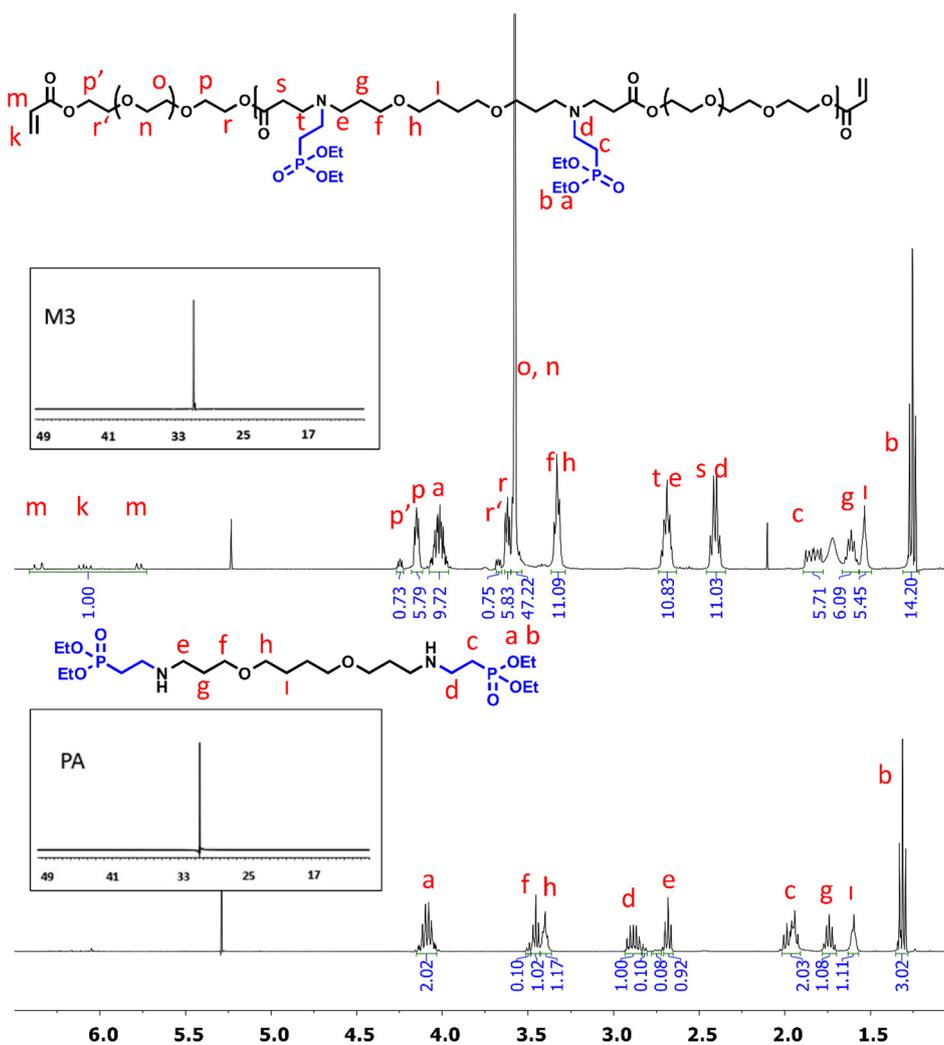 O
p'
o
p
s
g
ı
O
m
O
O
O
O
N
O
O
N
O
O
O
O
k
r'
n
r
O
t
e
f
h
d
c
O
P
OEt
O
OEt
EtO
P
EtO
O
b a
M3
49 41 33 25 17
o, n
m k m
p'
p
a
r'
r
f h
t e
s d
c
g
ı
b
1.00
0.73
5.79
9.72
0.75
5.83
47.22
11.09
10.83
11.03
5.71
6.09
5.45
14.20
EtO
O
P
EtO
N
H
e
g
f
O
h
ı
O
H
N
d
c
a b
OEt
P
OEt
O
PA
49 41 33 25 17
a
f
h
d
e
c
g
ı
b
2.02
0.10
1.02
1.17
1.00
0.10
0.08
0.92
2.03
1.08
1.11
3.02
6.0 5.5 5.0 4.5 4.0 3.5 3.0 2.5 2.0 1.5